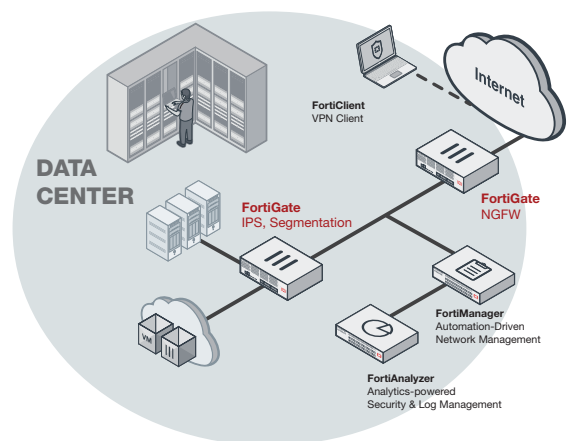 Internet
FortiClient
VPN Client
DATA
CENTER
FortiGate
NGFW
FortiGate
IPS, Segmentation
VM
FortiManager
Automation-Driven
Network Management
FortiAnalyzer
Analytics-powered
Security & Log Management